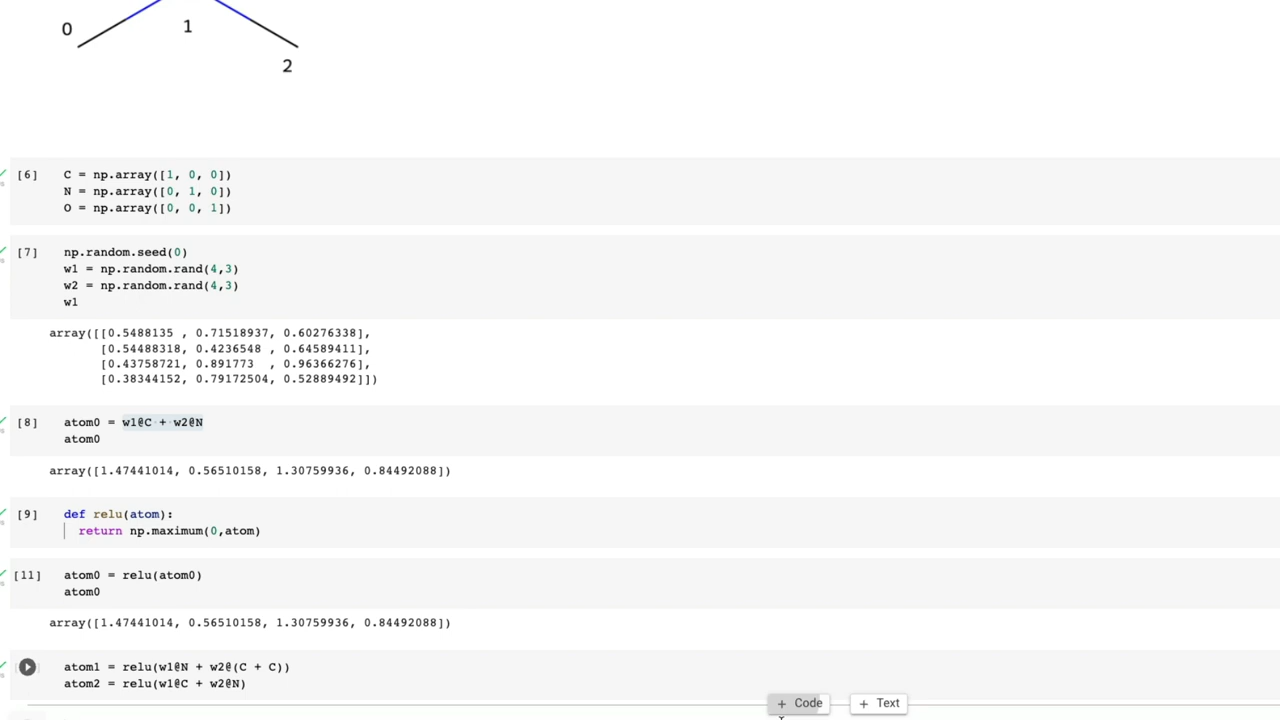 0
1
2
[6] C = np.array([1, 0, 0])
N = np.array([0, 1, 0])
O = np.array([0, 0, 1])
[7] np.random.seed(0)
w1 = np.random.rand(4,3)
w2 = np.random.rand(4,3)
w1
array([[0.5488135 , 0.71518937, 0.60276338],
[0.54488318, 0.4236548 , 0.64589411],
[0.43758721, 0.891773  , 0.96366276],
[0.38344152, 0.79172504, 0.52889492]])
[8] atom0 = w1@C + w2@N
atom0
array([1.47441014, 0.56510158, 1.30759936, 0.84492088])
[9] def relu(atom):
return np.maximum(0,atom)
[11] atom0 = relu(atom0)
atom0
array([1.47441014, 0.56510158, 1.30759936, 0.84492088])
atom1 = relu(w1@N + w2@(C + C))
atom2 = relu(w1@C + w2@N)
+ Code + Text